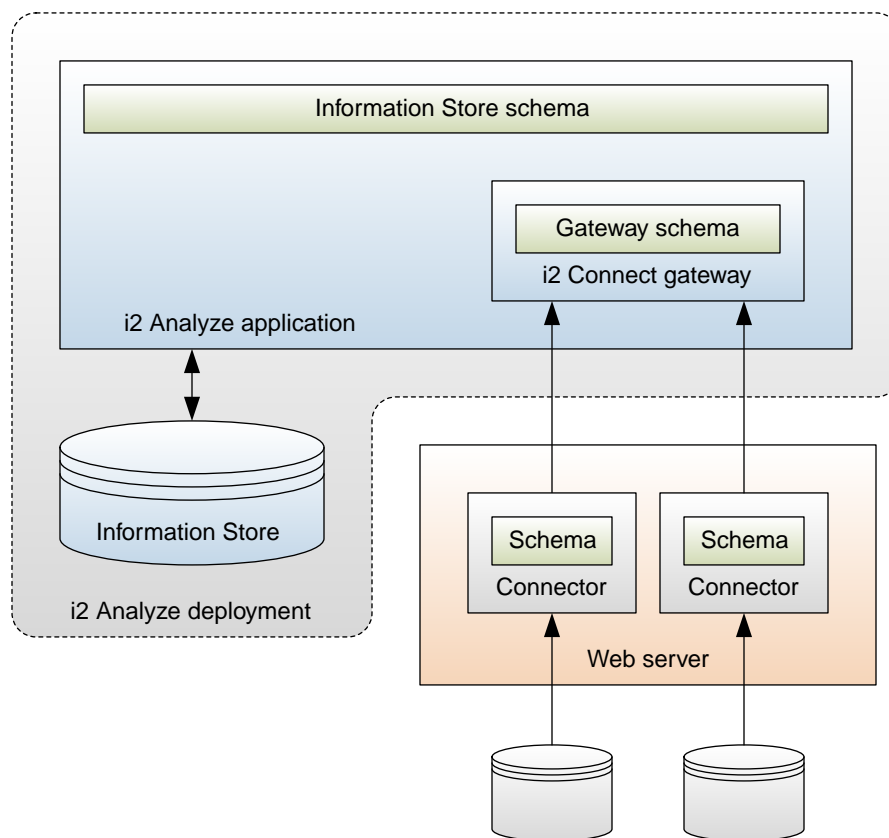 Information Store schema
Gateway schema
i2 Connect gateway
i2 Analyze application
Information Store
i2 Analyze deployment
Schema
Connector
Schema
Connector
Web server